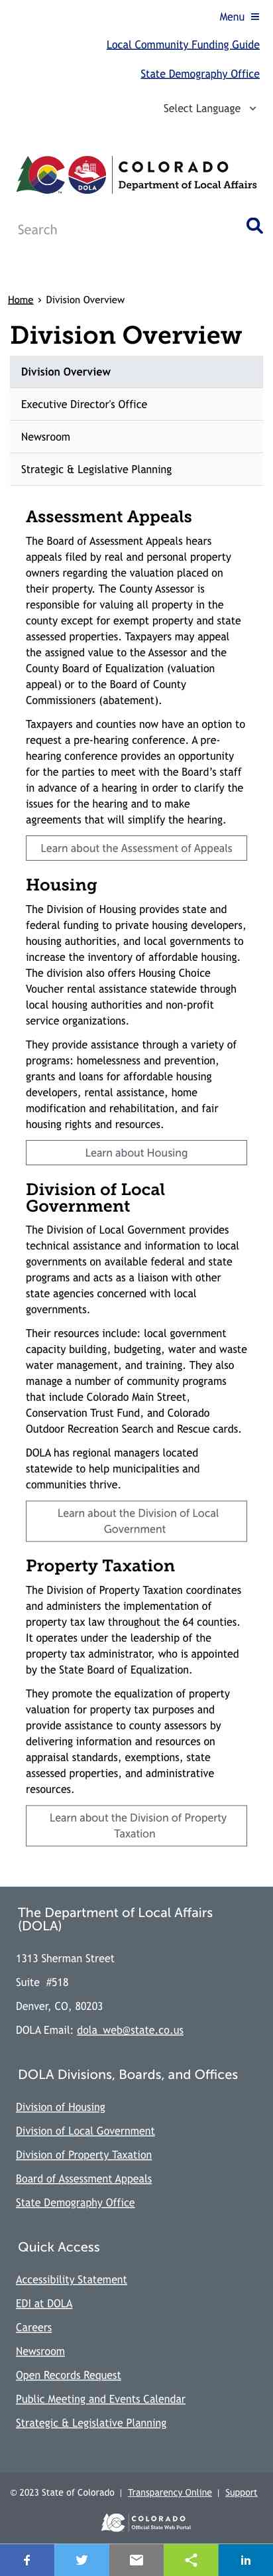 Menu
Local Community Funding Guide
State Demography Office
Select Language
DOLA
COLORADO
Department of Local Affairs
Search
Home › Division Overview
Division Overview
Division Overview
Executive Director's Office
Newsroom
Strategic & Legislative Planning
Assessment Appeals
The Board of Assessment Appeals hears
appeals filed by real and personal property
owners regarding the valuation placed on
their property. The County Assessor is
responsible for valuing all property in the
county except for exempt property and state
assessed properties. Taxpayers may appeal
the assigned value to the Assessor and the
County Board of Equalization (valuation
appeal) or to the Board of County
Commissioners (abatement).
Taxpayers and counties now have an option to
request a pre-hearing conference. A pre-
hearing conference provides an opportunity
for the parties to meet with the Board’s staff
in advance of a hearing in order to clarify the
issues for the hearing and to make
agreements that will simplify the hearing.
Learn about the Assessment of Appeals
Housing
The Division of Housing provides state and
federal funding to private housing developers,
housing authorities, and local governments to
increase the inventory of affordable housing.
The division also offers Housing Choice
Voucher rental assistance statewide through
local housing authorities and non-profit
service organizations.
They provide assistance through a variety of
programs: homelessness and prevention,
grants and loans for affordable housing
developers, rental assistance, home
modification and rehabilitation, and fair
housing rights and resources.
Learn about Housing
Division of Local
Government
The Division of Local Government provides
technical assistance and information to local
governments on available federal and state
programs and acts as a liaison with other
state agencies concerned with local
governments.
Their resources include: local government
capacity building, budgeting, water and waste
water management, and training. They also
manage a number of community programs
that include Colorado Main Street,
Conservation Trust Fund, and Colorado
Outdoor Recreation Search and Rescue cards.
DOLA has regional managers located
statewide to help municipalities and
communities thrive.
Learn about the Division of Local
Government
Property Taxation
The Division of Property Taxation coordinates
and administers the implementation of
property tax law throughout the 64 counties.
It operates under the leadership of the
property tax administrator, who is appointed
by the State Board of Equalization.
They promote the equalization of property
valuation for property tax purposes and
provide assistance to county assessors by
delivering information and resources on
appraisal standards, exemptions, state
assessed properties, and administrative
resources.
Learn about the Division of Property
Taxation
The Department of Local Affairs
(DOLA)
1313 Sherman Street
Suite #518
Denver, CO, 80203
DOLA Email: dola_web@state.co.us
DOLA Divisions, Boards, and Offices
Division of Housing
Division of Local Government
Division of Property Taxation
Board of Assessment Appeals
State Demography Office
Quick Access
Accessibility Statement
EDI at DOLA
Careers
Newsroom
Open Records Request
Public Meeting and Events Calendar
Strategic & Legislative Planning
© 2023 State of Colorado | Transparency Online | Support
COLORADO
Official State Web Portal